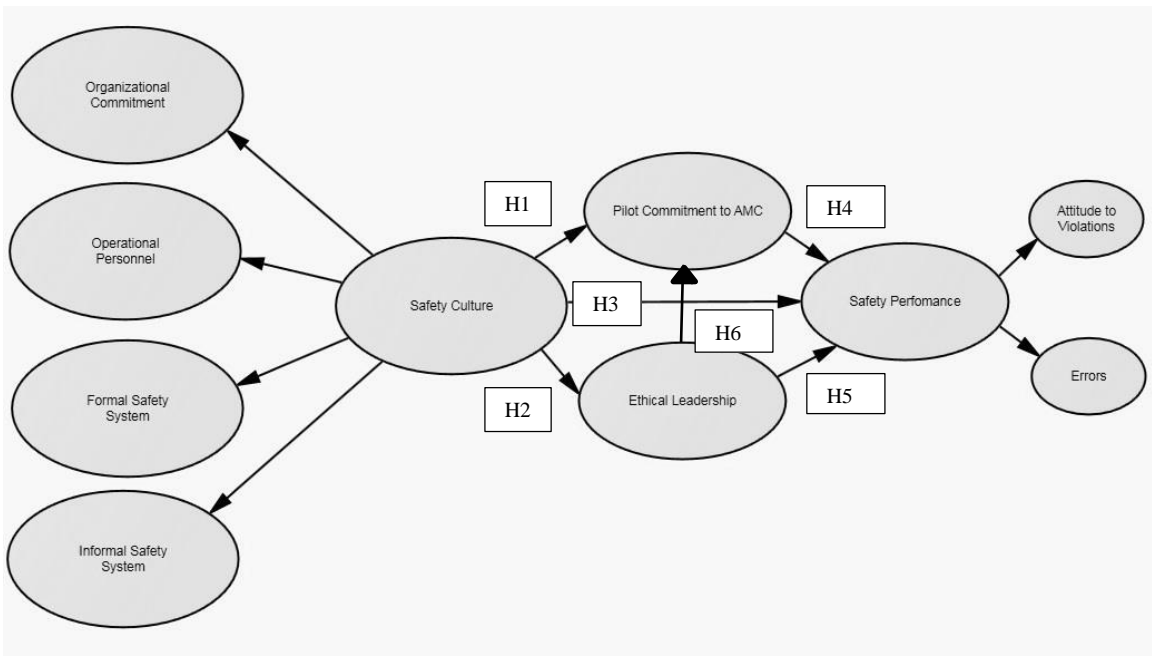 Organizational
Commitment
Operational
Personnel
Formal Safety
System
Informal Safety
System
Safety Culture
H1
H2
H3
Pilot Commitment to AMC
H6
Ethical Leadership
H4
H5
Safety Perfomance
Attitude to
Violations
Errors